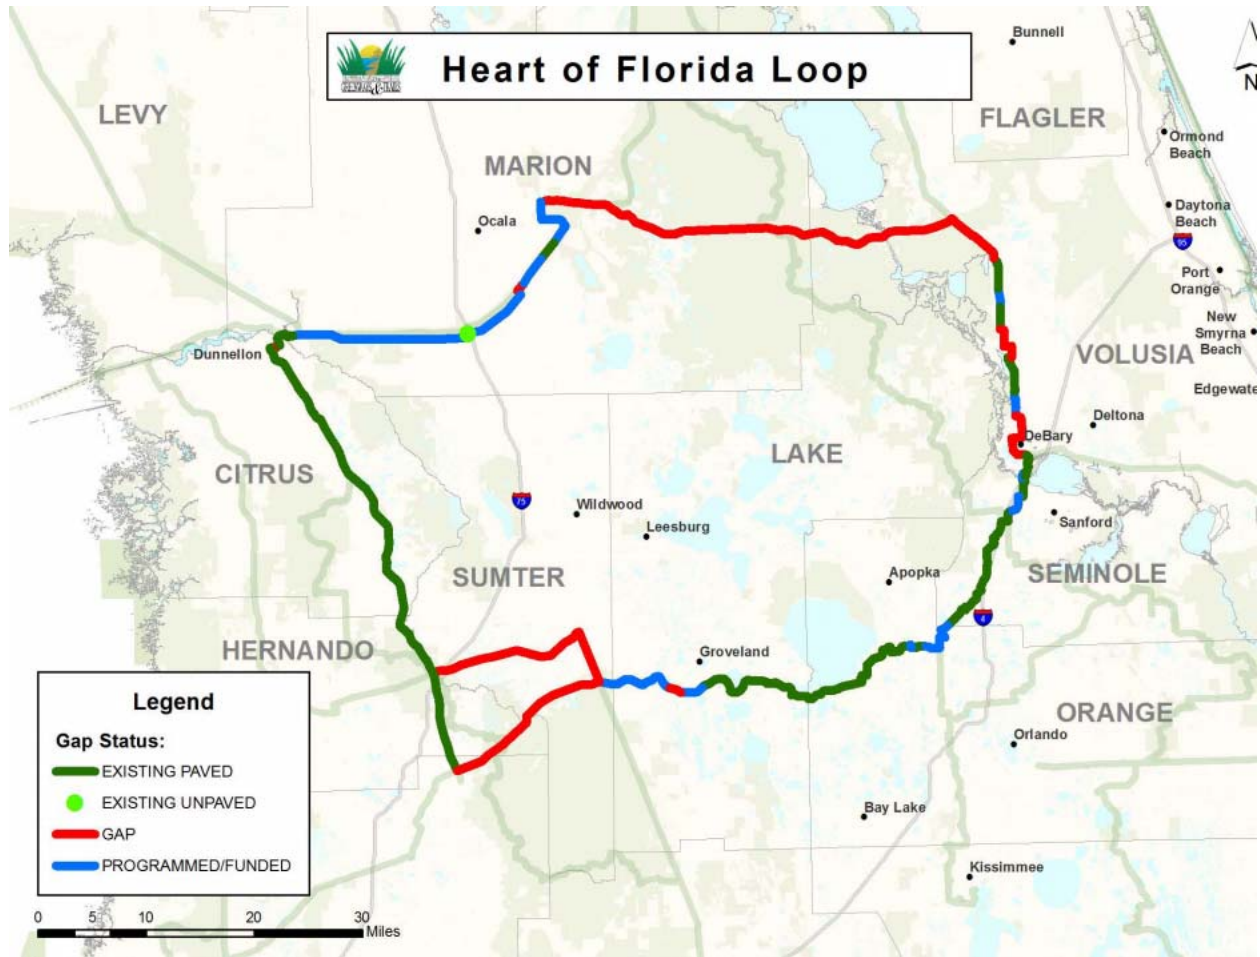 Heart of Florida Loop
Bunnell
LEVY
FLAGLER
Ormond
Beach
MARION
Daytona
Beach
Ocala
95
Port
Orange
New
Smyrna
Beach
Dunnellon
VOLUSIA
Edgewate
Deltona
DeBary
LAKE
CITRUS
75
Wildwood
Leesburg
Sanford
SUMTER
Apopka
SEMINOLE
4
HERNANDO
Groveland
ORANGE
Orlando
Bay Lake
Kissimmee
Legend
Gap Status:
EXISTING PAVED
EXISTING UNPAVED
GAP
PROGRAMMED/FUNDED
0 5 10 20 30
Miles
N